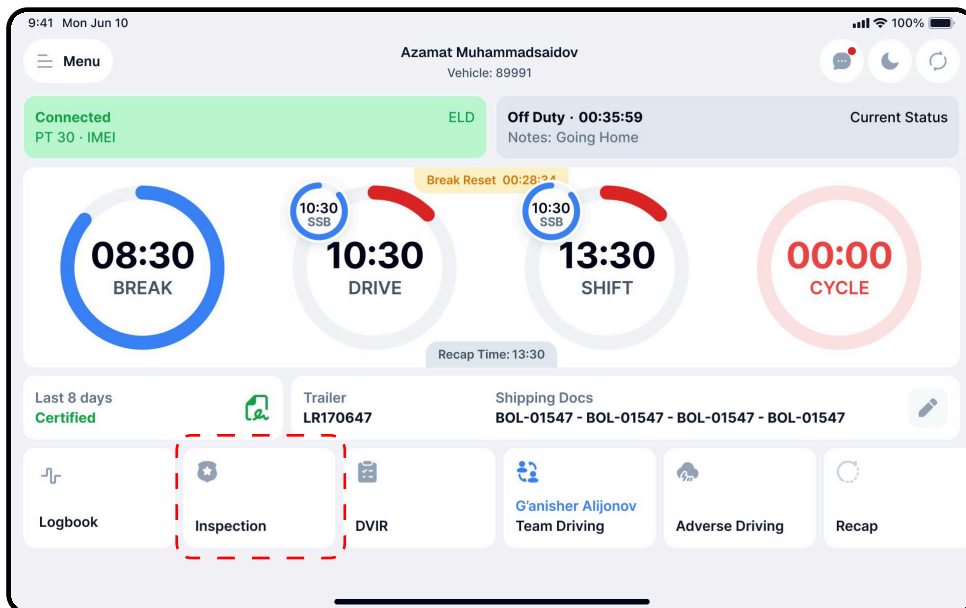 9:41 Mon Jun 10
100%
Menu
Azamat Muhammadsaidov
Vehicle: 89991
Connected
ELD
PT 30 · IMEI
Off Duty · 00:35:59
Current Status
Notes: Going Home
Break Reset 00:28:34
08:30
BREAK
10:30
SSB
10:30
DRIVE
10:30
SSB
13:30
SHIFT
00:00
CYCLE
Recap Time: 13:30
Last 8 days
Certified
Trailer
LR170647
Shipping Docs
BOL-01547 - BOL-01547 - BOL-01547 - BOL-01547
Logbook
Inspection
DVIR
G'anisher Alijonov
Team Driving
Adverse Driving
Recap